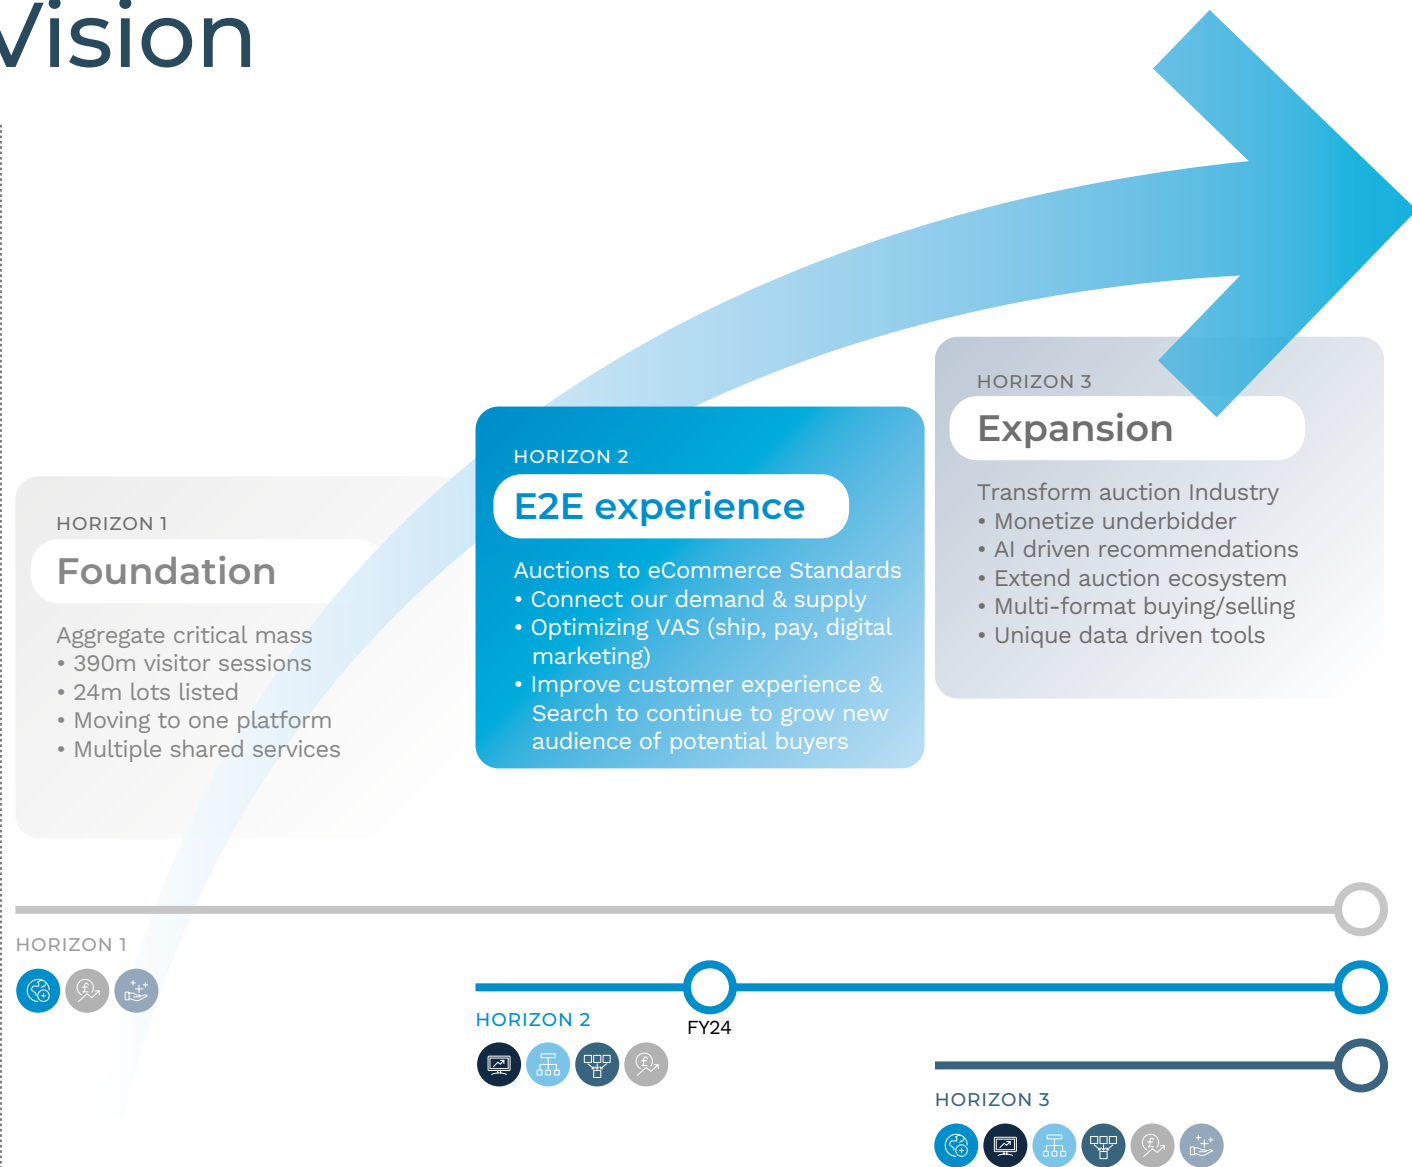 Vision
HORIZON 1
Foundation
Aggregate critical mass
• 390m visitor sessions
• 24m lots listed
• Moving to one platform
• Multiple shared services
HORIZON 2
E2E experience
Auctions to eCommerce Standards
• Connect our demand & supply
• Optimizing VAS (ship, pay, digital
marketing)
• Improve customer experience &
Search to continue to grow new
audience of potential buyers
HORIZON 3
Expansion
Transform auction Industry
• Monetize underbidder
• AI driven recommendations
• Extend auction ecosystem
• Multi-format buying/selling
• Unique data driven tools
HORIZON 1
HORIZON 2
FY24
HORIZON 3